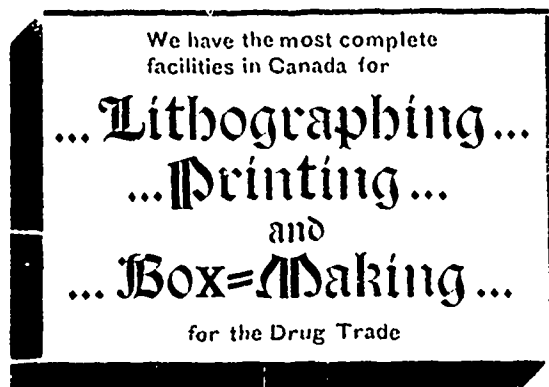 We have the most complete
facilities in Canada for
... Lithographing ...
... Printing ...
and
... Box=Making ...
for the Drug Trade